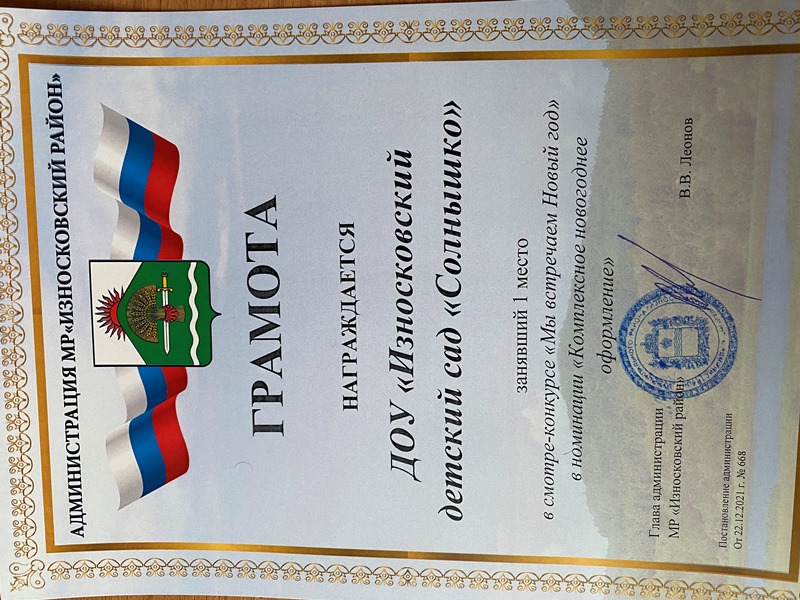 АДМИНИСТРАЦИЯ МР«ИЗНОСКОВСКИЙ РАЙОН»
ГРАМОТА
НАГРАЖДАЕТСЯ
ДОУ «Износковский
детский сад «Солнышко»
занявший 1 место
в смотре-конкурсе «Мы встречаем Новый год»
в номинации «Комплексное новогоднее
оформление»
Глава администрации
МР «Износковский район»
В.В. Леонов
Постановление администрации
От 22.12.2021 г. № 668